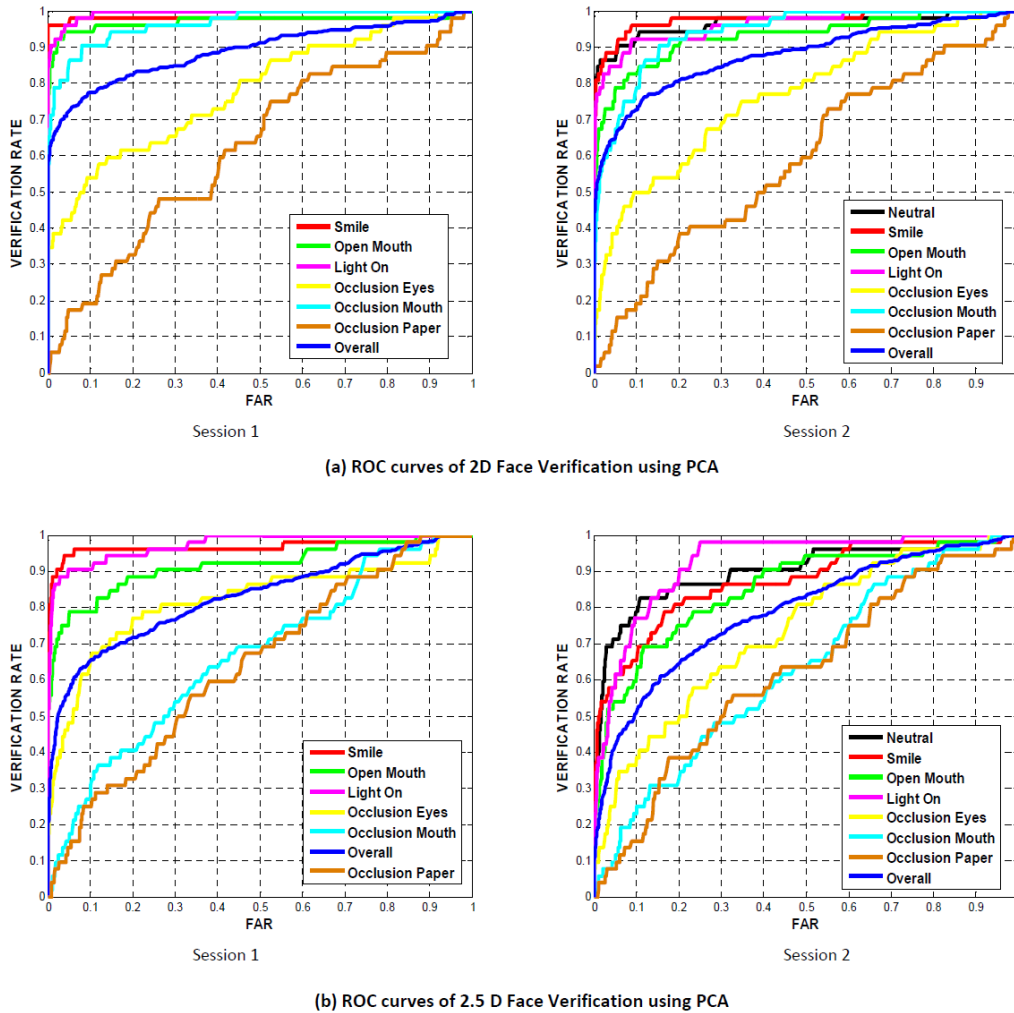 1
0.9
0.8
0.7
0.6
0.5
0.4
0.3
0.2
0.1
0
VERIFICATION RATE
Smile
Open Mouth
Light On
Occlusion Eyes
Occlusion Mouth
Occlusion Paper
Overall
0 0.1 0.2 0.3 0.4 0.5 0.6 0.7 0.8 0.9 1
FAR
Session 1
1
0.9
0.8
0.7
0.6
0.5
0.4
0.3
0.2
0.1
0
VERIFICATION RATE
Neutral
Smile
Open Mouth
Light On
Occlusion Eyes
Occlusion Mouth
Occlusion Paper
Overall
0 0.1 0.2 0.3 0.4 0.5 0.6 0.7 0.8 0.9
FAR
Session 2
(a) ROC curves of 2D Face Verification using PCA
1
0.9
0.8
0.7
0.6
0.5
0.4
0.3
0.2
0.1
0
VERIFICATION RATE
Smile
Open Mouth
Light On
Occlusion Eyes
Occlusion Mouth
Overall
Occlusion Paper
0 0.1 0.2 0.3 0.4 0.5 0.6 0.7 0.8 0.9 1
FAR
Session 1
1
0.9
0.8
0.7
0.6
0.5
0.4
0.3
0.2
0.1
0
VERIFICATION RATE
Neutral
Smile
Open Mouth
Light On
Occlusion Eyes
Occlusion Mouth
Occlusion Paper
Overall
0 0.1 0.2 0.3 0.4 0.5 0.6 0.7 0.8 0.9
FAR
Session 2
(b) ROC curves of 2.5 D Face Verification using PCA